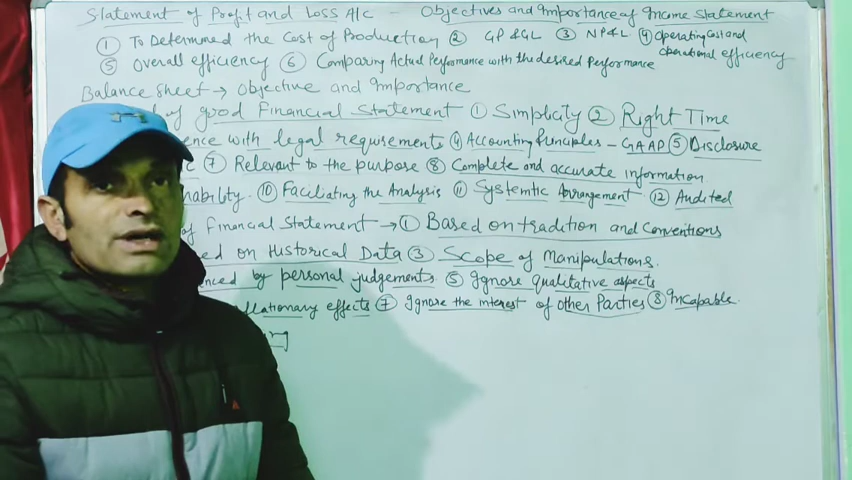 Statement of Profit and Loss A/c - Objectives and Importance of Income Statement
① To Determined the Cost of Production ② GP & GL ③ NP & L ④ Operating Cost and operational efficiency
⑤ Overall efficiency ⑥ Comparing Actual Performance with the desired Performance
Balance Sheet → Objective and Importance
of good Financial Statement ① Simplicity ② Right Time
ence with legal requirements ④ Accounting Principles - GAAP ⑤ Disclosure
⑦ Relevant to the purpose ⑧ Complete and accurate information
ability. ⑩ Faciliating the Analysis ⑪ Systemtic Arrangement ⑫ Audited
of Financial Statement → ① Based on tradition and Conventions
ed on Historical Data ③ Scope of Manipulations.
enced by personal judgements ⑤ Ignore Qualitative aspects
flationary effects ⑦ Ignore the interest of other Parties ⑧ Incapable.